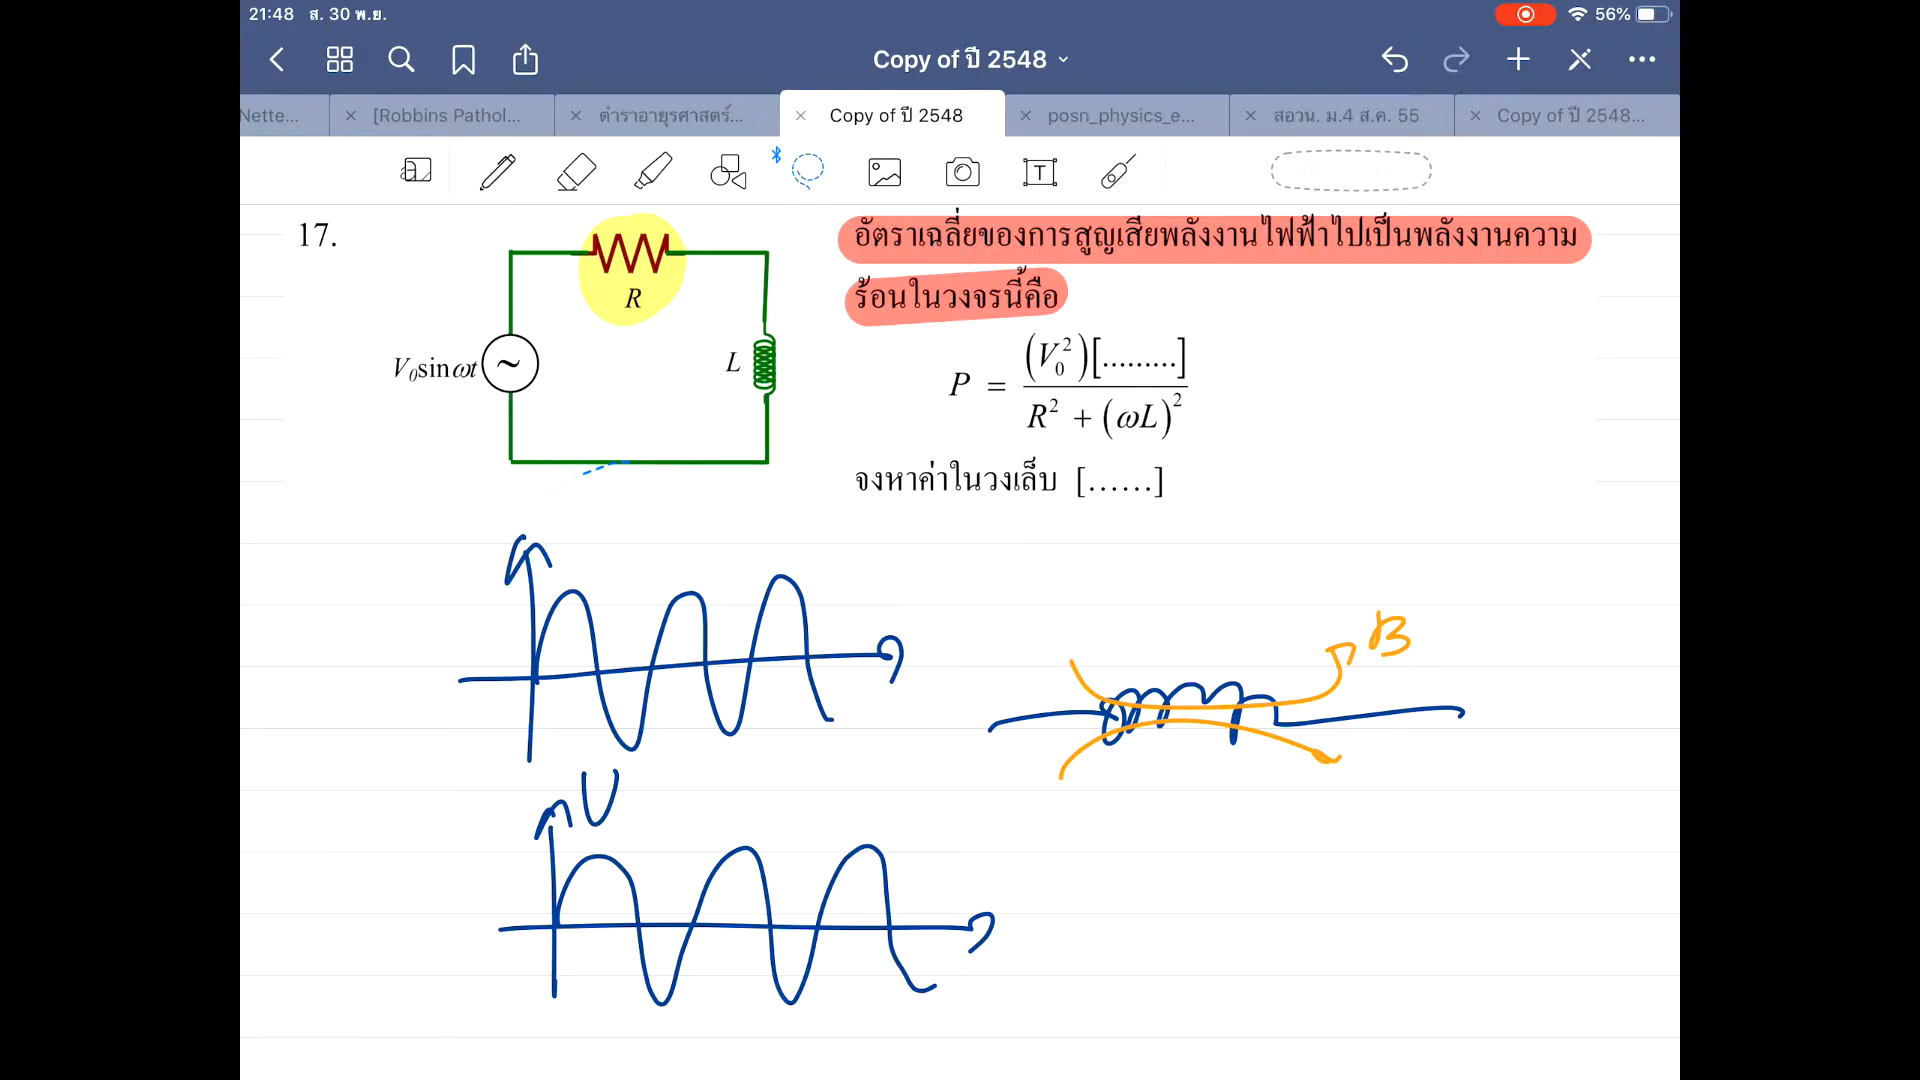 21:48 ส. 30 พ.ย.
56%
Copy of ปี 2548
Nette...
[Robbins Pathol...
ตำราอายุรศาสตร์...
Copy of ปี 2548
posn_physics_e...
สอวน. ม.4 ส.ค. 55
Copy of ปี 2548...
T
17.
R
V₀sinωt
~
L
อัตราเฉลี่ยของการสูญเสียพลังงานไฟฟ้าไปเป็นพลังงานความ
ร้อนในวงจรนี้คือ
P = (V₀²)[.........] / R² + (ωL)²
จงหาค่าในวงเล็บ [......]
B